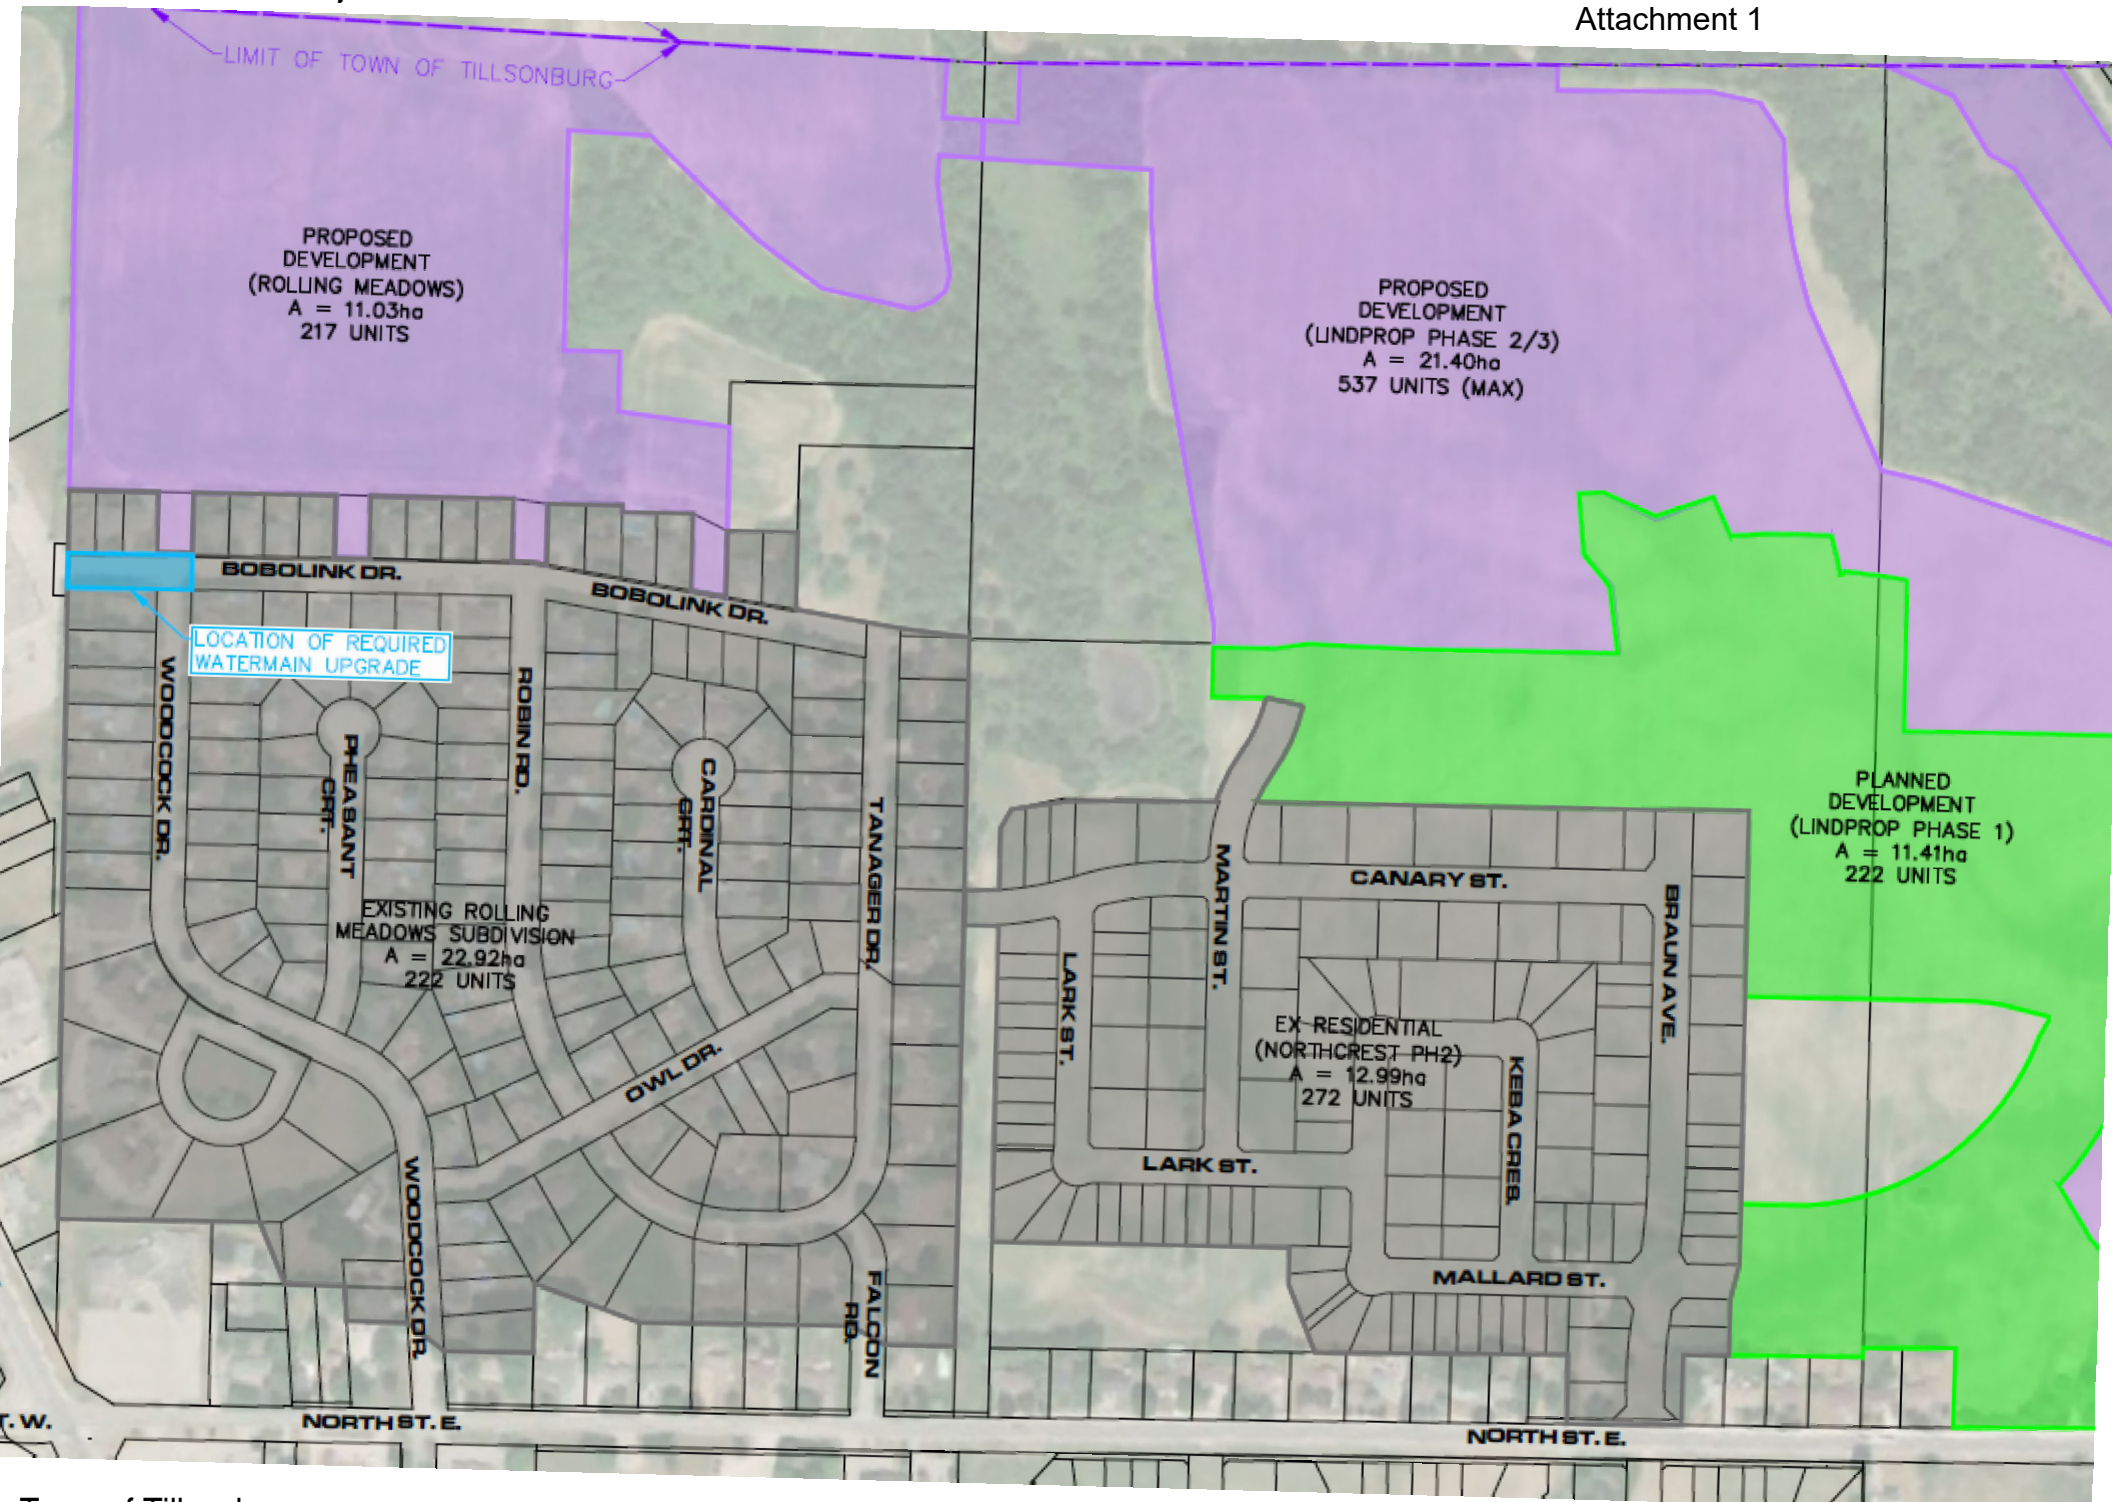 Attachment 1
LIMIT OF TOWN OF TILLSONBURG
PROPOSED
DEVELOPMENT
(ROLLING MEADOWS)
A = 11.03ha
217 UNITS
PROPOSED
DEVELOPMENT
(LINDPROP PHASE 2/3)
A = 21.40ha
537 UNITS (MAX)
BOBOLINK DR.
BOBOLINK DR.
LOCATION OF REQUIRED
WATERMAIN UPGRADE
WOODCOCK DR.
PHEASANT
CRT.
ROBIN RD.
CARDINAL
CRT.
TANAGER DR.
PLANNED
DEVELOPMENT
(LINDPROP PHASE 1)
A = 11.41ha
222 UNITS
MARTIN ST.
CANARY ST.
BRAUN AVE.
EXISTING ROLLING
MEADOWS SUBDIVISION
A = 22.92ha
222 UNITS
LARK ST.
EX RESIDENTIAL
(NORTHCREST PH2)
A = 12.99ha
272 UNITS
KEBA CRES.
OWL DR.
LARK ST.
WOODCOCK DR.
FALCON
RD.
MALLARD ST.
T. W.
NORTH ST. E.
NORTH ST. E.